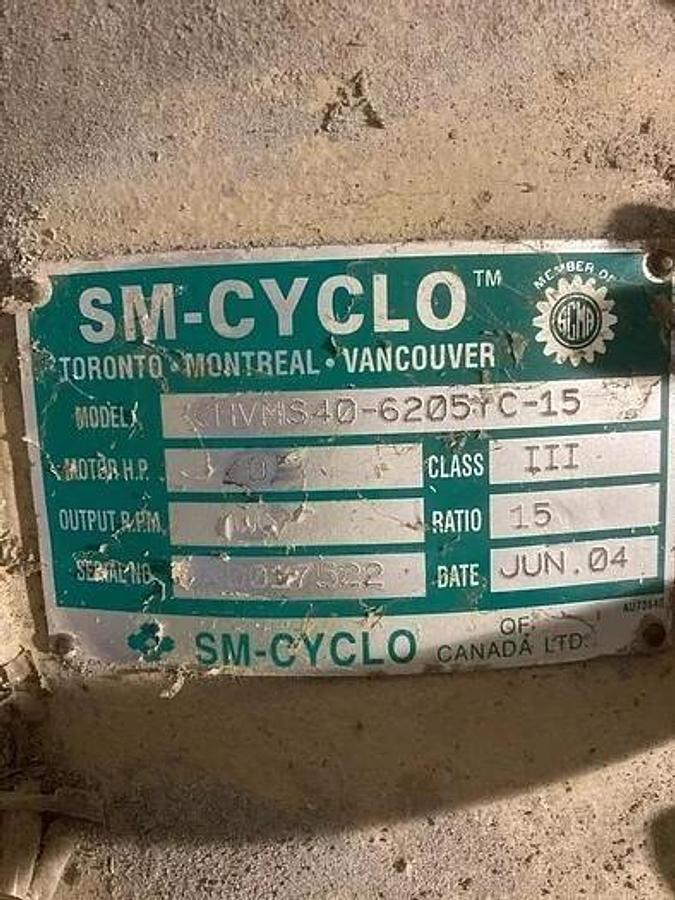 SM-CYCLO™
MEMBER OF
AGMA
TORONTO • MONTREAL • VANCOUVER
MODEL
MOTOR H.P. CLASS III
OUTPUT R.P.M. RATIO 15
SERIAL NO. DATE JUN.04
SM-CYCLO OF CANADA LTD.